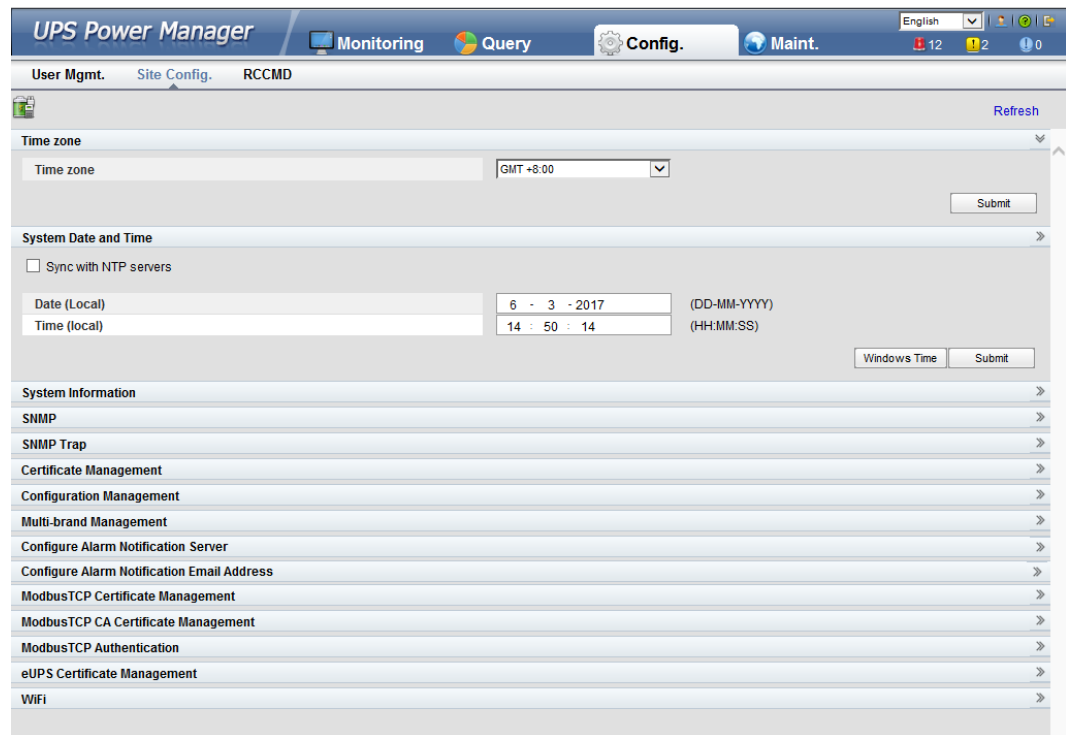 UPS Power Manager
Monitoring
Query
Config.
Maint.
English
12
2
0
User Mgmt.
Site Config.
RCCMD
Refresh
Time zone
Time zone
GMT +8:00
Submit
System Date and Time
Sync with NTP servers
Date (Local)
6 - 3 - 2017
(DD-MM-YYYY)
Time (local)
14 : 50 : 14
(HH:MM:SS)
Windows Time
Submit
System Information
SNMP
SNMP Trap
Certificate Management
Configuration Management
Multi-brand Management
Configure Alarm Notification Server
Configure Alarm Notification Email Address
ModbusTCP Certificate Management
ModbusTCP CA Certificate Management
ModbusTCP Authentication
eUPS Certificate Management
WiFi